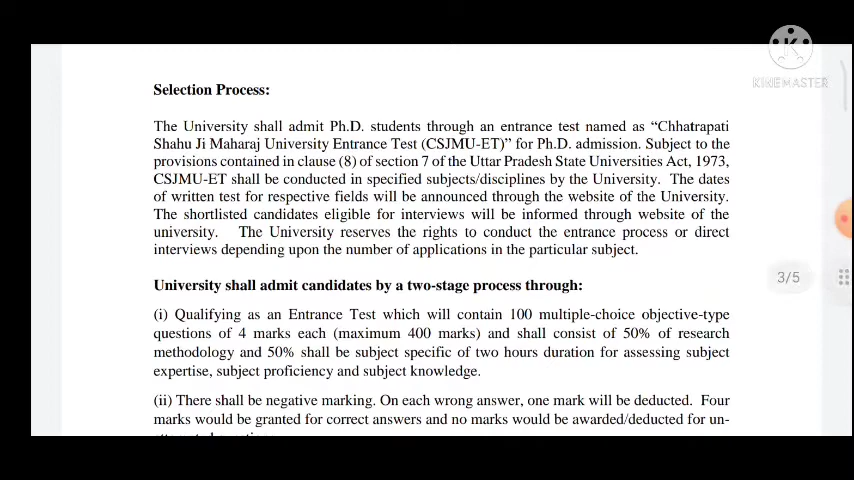 KINEMASTER
Selection Process:
The University shall admit Ph.D. students through an entrance test named as “Chhatrapati
Shahu Ji Maharaj University Entrance Test (CSJMU-ET)” for Ph.D. admission. Subject to the
provisions contained in clause (8) of section 7 of the Uttar Pradesh State Universities Act, 1973,
CSJMU-ET shall be conducted in specified subjects/disciplines by the University. The dates
of written test for respective fields will be announced through the website of the University.
The shortlisted candidates eligible for interviews will be informed through website of the
university. The University reserves the rights to conduct the entrance process or direct
interviews depending upon the number of applications in the particular subject.
University shall admit candidates by a two-stage process through:
3/5
(i) Qualifying as an Entrance Test which will contain 100 multiple-choice objective-type
questions of 4 marks each (maximum 400 marks) and shall consist of 50% of research
methodology and 50% shall be subject specific of two hours duration for assessing subject
expertise, subject proficiency and subject knowledge.
(ii) There shall be negative marking. On each wrong answer, one mark will be deducted. Four
marks would be granted for correct answers and no marks would be awarded/deducted for un-